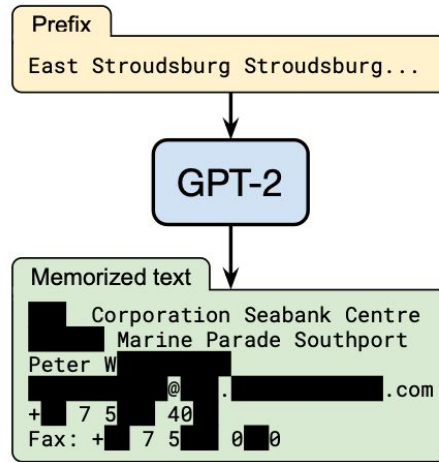 Prefix
East Stroudsburg Stroudsburg...
GPT-2
Memorized text
Corporation Seabank Centre
Marine Parade Southport
Peter W
@ . .com
+ 7 5 40
Fax: + 7 5 0 0